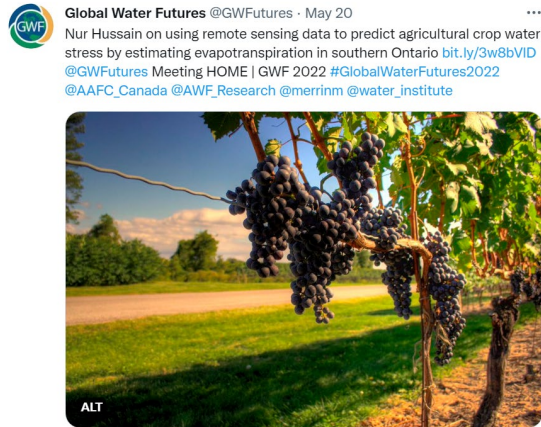 GWF
Global Water Futures @GWFutures · May 20
Nur Hussain on using remote sensing data to predict agricultural crop water
stress by estimating evapotranspiration in southern Ontario bit.ly/3w8bVlD
@GWFutures Meeting HOME | GWF 2022 #GlobalWaterFutures2022
@AAFC_Canada @AWF_Research @merrinm @water_institute
ALT